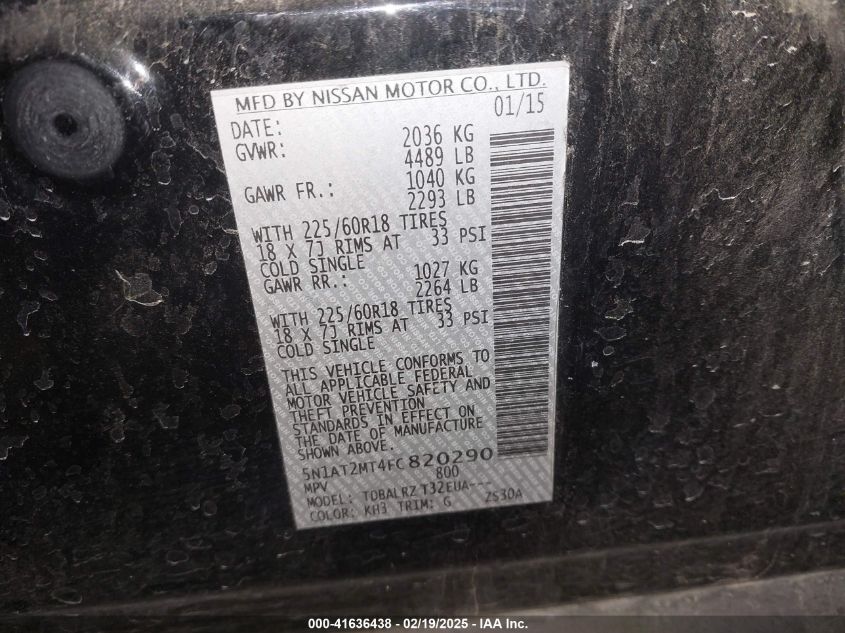 MFD BY NISSAN MOTOR CO., LTD.
DATE: 01/15
GVWR: 2036 KG
4489 LB
GAWR FR.: 1040 KG
2293 LB
WITH 225/60R18 TIRES
18 X 7J RIMS AT 33 PSI
COLD SINGLE
GAWR RR.: 1027 KG
2264 LB
WITH 225/60R18 TIRES
18 X 7J RIMS AT 33 PSI
COLD SINGLE
THIS VEHICLE CONFORMS TO
ALL APPLICABLE FEDERAL
MOTOR VEHICLE SAFETY AND
THEFT PREVENTION
STANDARDS IN EFFECT ON
THE DATE OF MANUFACTURE
SHOWN ABOVE.
5N1AT2MT4FC820290
MPV 800
MODEL: TDBALRZ T32EUA---
COLOR: KH3 TRIM: G ZS30A
000-41636438 - 02/19/2025 - IAA Inc.